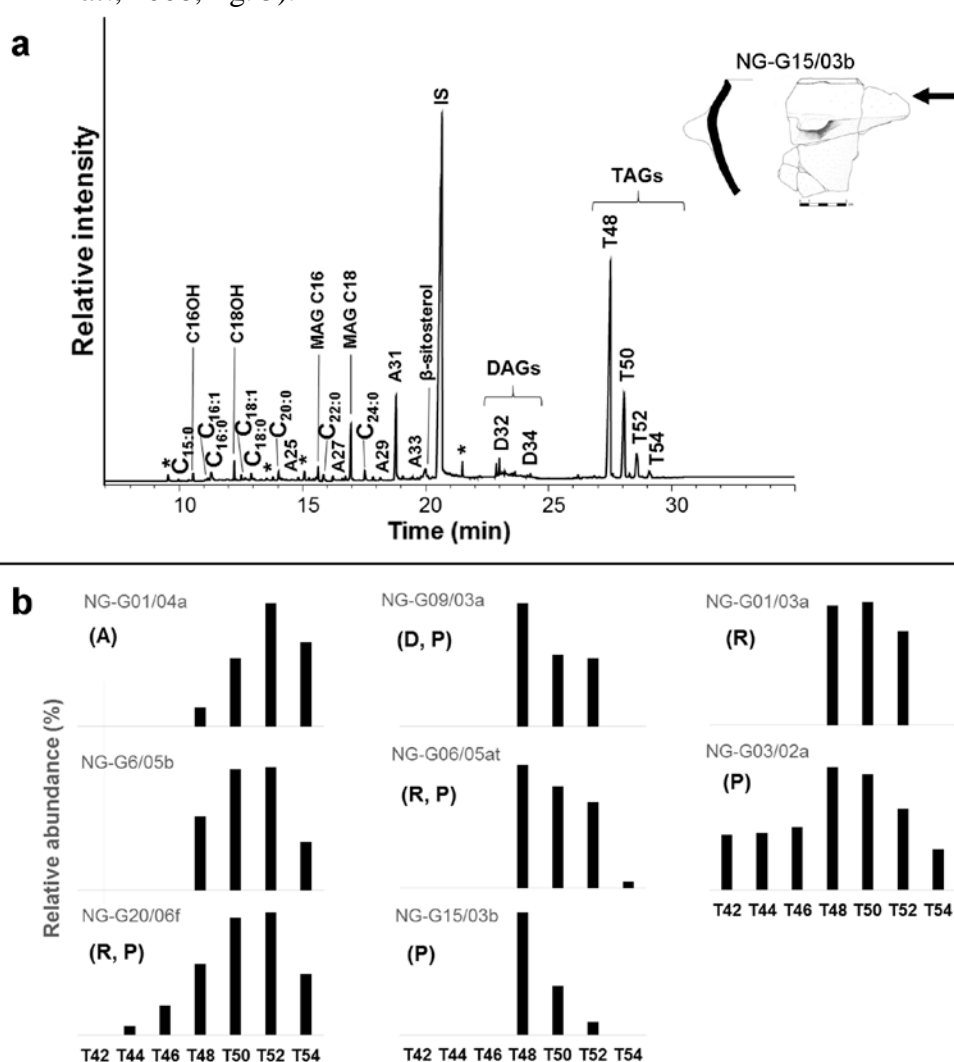 a
NG-G15/03b
Relative intensity
IS
TAGs
T48
T50
T52
T54
DAGs
D32
D34
*
β-sitosterol
A33
A31
A29
C24:0
MAG C18
A27
C22:0
MAG C16
*
A25
C20:0
*
C18:0
C18:1
C18OH
C16:0
C16:1
C16OH
C15:0
*
10 15 20 25 30
Time (min)
b
Relative abundance (%)
NG-G01/04a
(A)
NG-G6/05b
NG-G20/06f
(R, P)
T42 T44 T46 T48 T50 T52 T54
NG-G09/03a
(D, P)
NG-G06/05at
(R, P)
NG-G15/03b
(P)
T42 T44 T46 T48 T50 T52 T54
NG-G01/03a
(R)
NG-G03/02a
(P)
T42 T44 T46 T48 T50 T52 T54